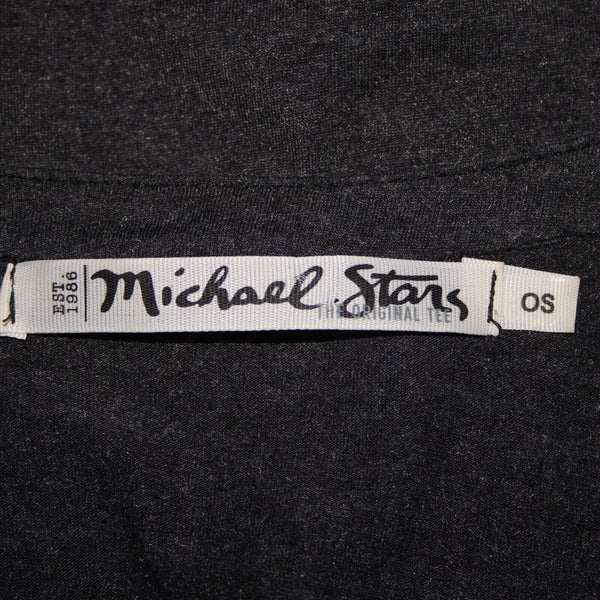 EST.
1986
Michael Stars
THE ORIGINAL TEE
OS